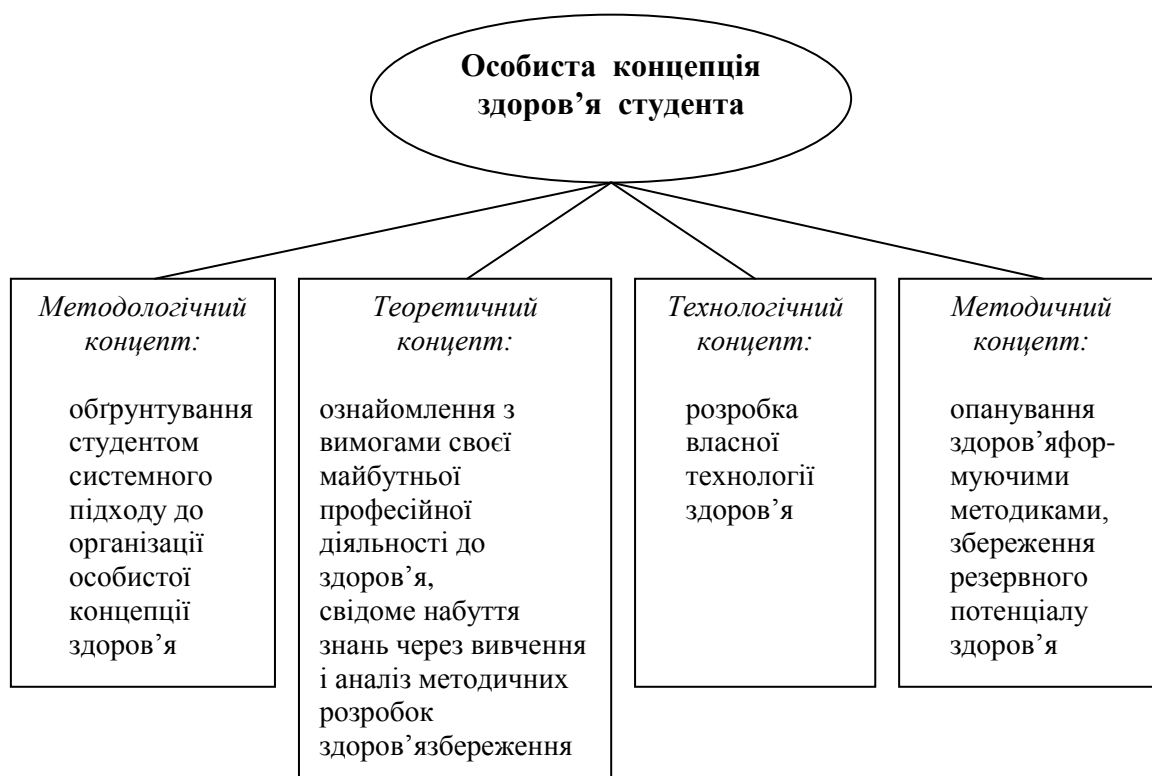 Особиста концепція
здоров’я студента
Методологічний
концепт:
обґрунтування
студентом
системного
підходу до
організації
особистої
концепції
здоров’я
Теоретичний
концепт:
ознайомлення з
вимогами своєї
майбутньої
професійної
діяльності до
здоров’я,
свідоме набуття
знань через вивчення
і аналіз методичних
розробок
здоров’язбереження
Технологічний
концепт:
розробка
власної
технології
здоров’я
Методичний
концепт:
опанування
здоров’яфор-
муючими
методиками,
збереження
резервного
потенціалу
здоров’я